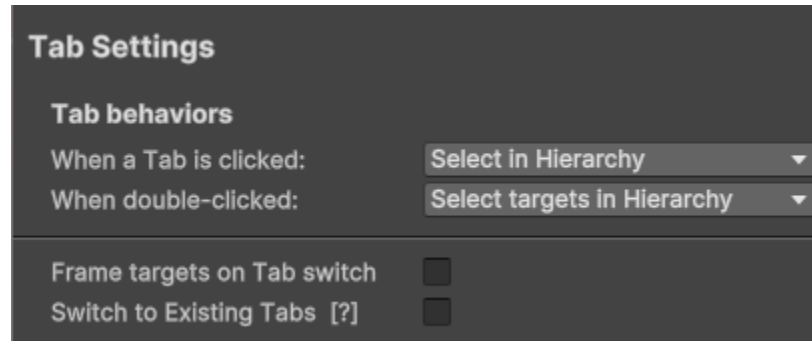 Tab Settings
Tab behaviors
When a Tab is clicked: Select in Hierarchy
When double-clicked: Select targets in Hierarchy
Frame targets on Tab switch
Switch to Existing Tabs [?]